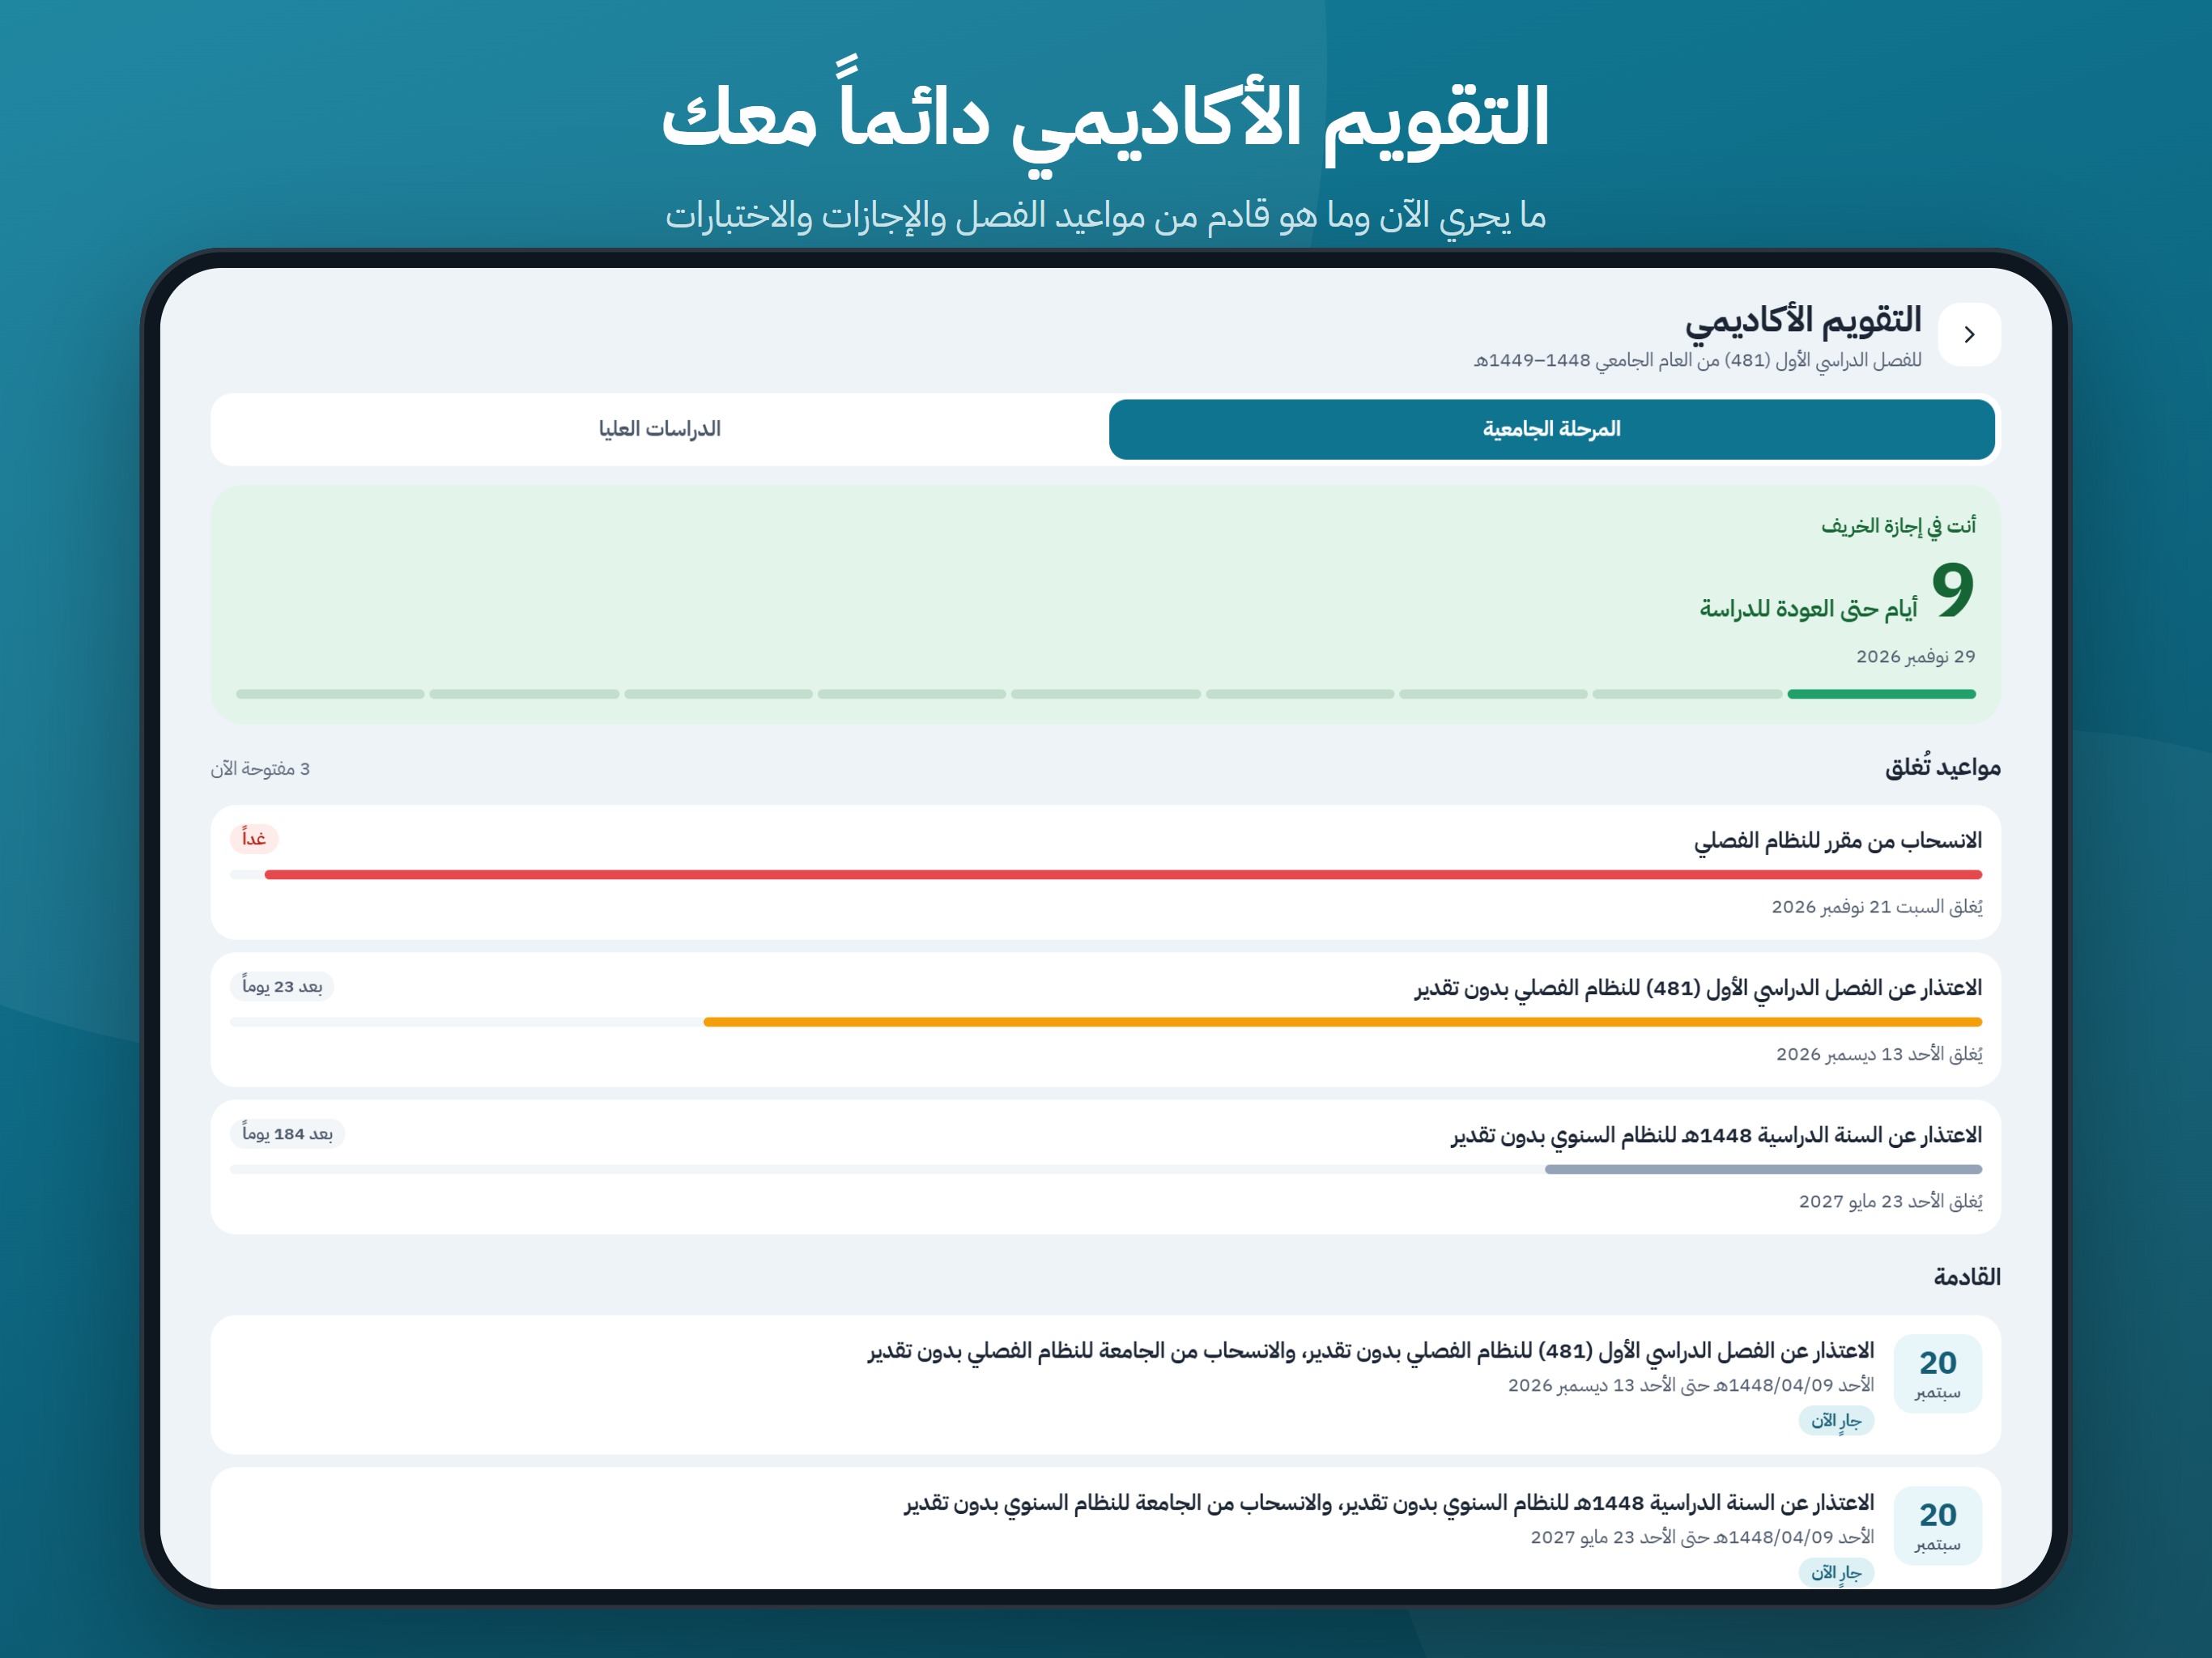 التقويم الأكاديمي دائماً معك
ما يجري الآن وما هو قادم من مواعيد الفصل والإجازات والاختبارات
التقويم الأكاديمي
للفصل الدراسي الأول (481) من العام الجامعي 1448–1449هـ
المرحلة الجامعية
الدراسات العليا
أنت في إجازة الخريف
9 أيام حتى العودة للدراسة
29 نوفمبر 2026
مواعيد تُغلق
3 مفتوحة الآن
الانسحاب من مقرر للنظام الفصلي
غداً
يُغلق السبت 21 نوفمبر 2026
الاعتذار عن الفصل الدراسي الأول (481) للنظام الفصلي بدون تقدير
بعد 23 يوماً
يُغلق الأحد 13 ديسمبر 2026
الاعتذار عن السنة الدراسية 1448هـ للنظام السنوي بدون تقدير
بعد 184 يوماً
يُغلق الأحد 23 مايو 2027
القادمة
20
سبتمبر
الاعتذار عن الفصل الدراسي الأول (481) للنظام الفصلي بدون تقدير، والانسحاب من الجامعة للنظام الفصلي بدون تقدير
الأحد 1448/04/09هـ حتى الأحد 13 ديسمبر 2026
جارٍ الآن
20
سبتمبر
الاعتذار عن السنة الدراسية 1448هـ للنظام السنوي بدون تقدير، والانسحاب من الجامعة للنظام السنوي بدون تقدير
الأحد 1448/04/09هـ حتى الأحد 23 مايو 2027
جارٍ الآن